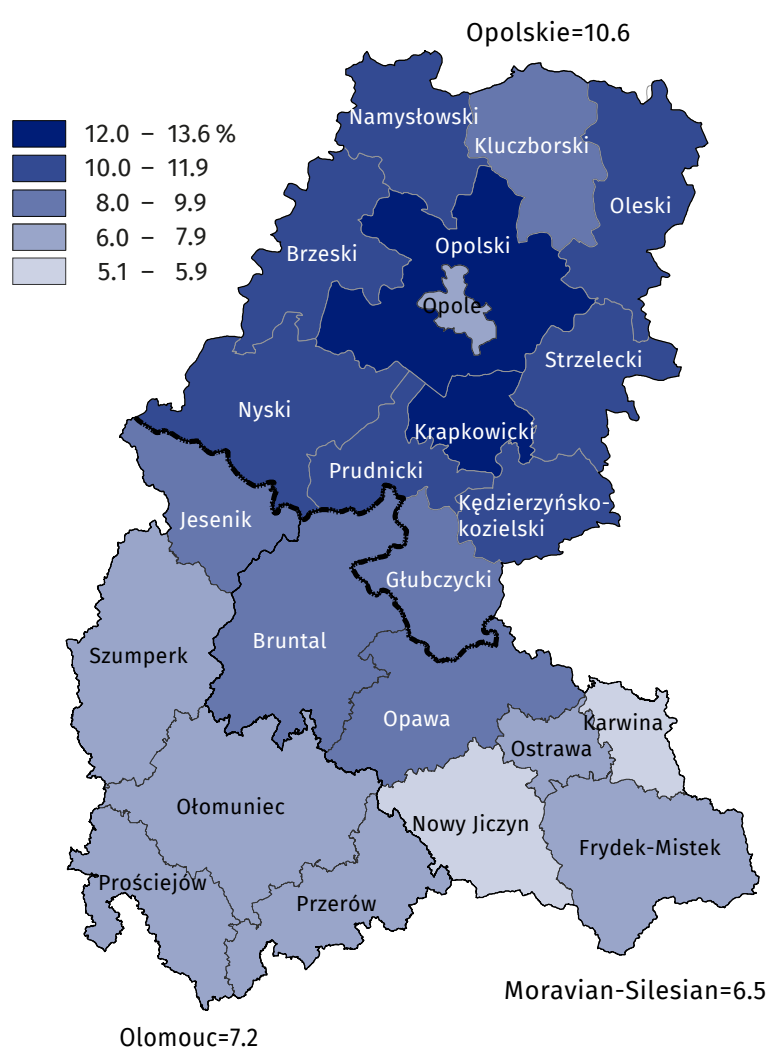 Opolskie=10.6
12.0 – 13.6 %
10.0 – 11.9
8.0 – 9.9
6.0 – 7.9
5.1 – 5.9
Namysłowski
Kluczborski
Oleski
Brzeski
Opolski
Opole
Strzelecki
Nyski
Krapkowicki
Prudnicki
Kędzierzyńsko-
kozielski
Jesenik
Głubczycki
Bruntal
Szumperk
Opawa
Karwina
Ostrawa
Ołomuniec
Nowy Jiczyn
Frydek-Mistek
Prościejów
Przerów
Moravian-Silesian=6.5
Olomouc=7.2